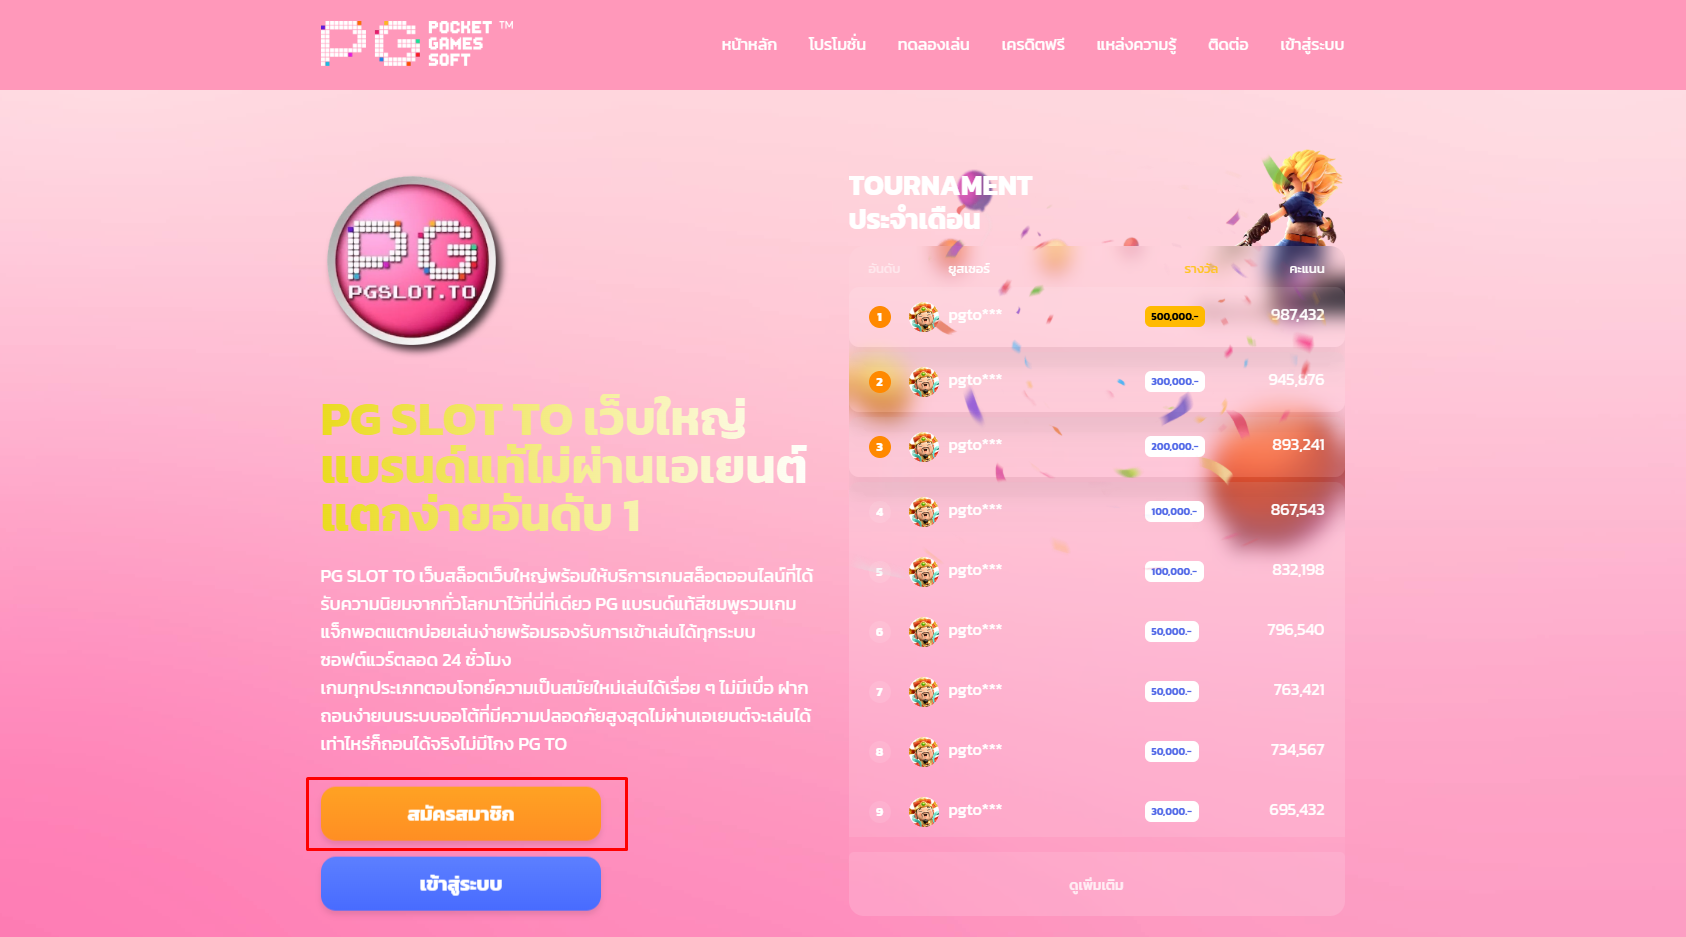 PG POCKET GAMES SOFT ™
หน้าหลัก โปรโมชั่น ทดลองเล่น เครดิตฟรี แหล่งความรู้ ติดต่อ เข้าสู่ระบบ
PG
PGSLOT.TO
PG SLOT TO เว็บใหญ่
แบรนด์แท้ไม่ผ่านเอเยนต์
แตกง่ายอันดับ 1
PG SLOT TO เว็บสล็อตเว็บใหญ่พร้อมให้บริการเกมสล็อตออนไลน์ที่ได้
รับความนิยมจากทั่วโลกมาไว้ที่นี่ที่เดียว PG แบรนด์แท้สีชมพูรวมเกม
แจ็กพอตแตกบ่อยเล่นง่ายพร้อมรองรับการเข้าเล่นได้ทุกระบบ
ซอฟต์แวร์ตลอด 24 ชั่วโมง
เกมทุกประเภทตอบโจทย์ความเป็นสมัยใหม่เล่นได้เรื่อย ๆ ไม่มีเบื่อ ฝาก
ถอนง่ายบนระบบออโต้ที่มีความปลอดภัยสูงสุดไม่ผ่านเอเยนต์จะเล่นได้
เท่าไหร่ก็ถอนได้จริงไม่มีโกง PG TO
สมัครสมาชิก
เข้าสู่ระบบ
TOURNAMENT
ประจำเดือน
อันดับ ยูสเซอร์ รางวัล คะแนน
1 pgto*** 500,000.- 987,432
2 pgto*** 300,000.- 945,876
3 pgto*** 200,000.- 893,241
4 pgto*** 100,000.- 867,543
5 pgto*** 100,000.- 832,198
6 pgto*** 50,000.- 796,540
7 pgto*** 50,000.- 763,421
8 pgto*** 50,000.- 734,567
9 pgto*** 30,000.- 695,432
ดูเพิ่มเติม